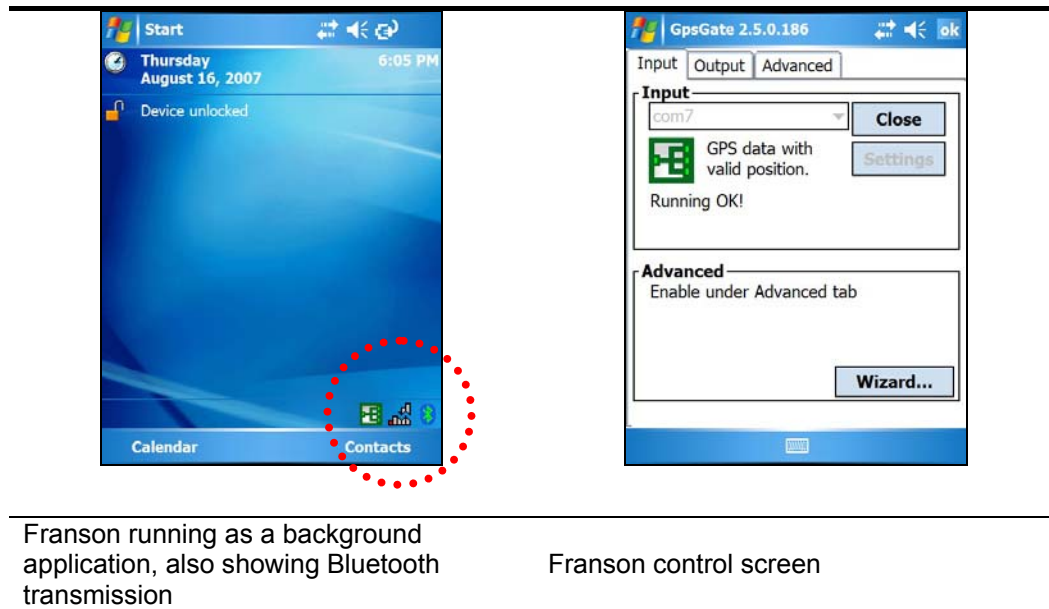 Start
Thursday
August 16, 2007
6:05 PM
Device unlocked
Calendar
Contacts
GpsGate 2.5.0.186
ok
Input
Output
Advanced
Input
com7
Close
GPS data with
valid position.
Settings
Running OK!
Advanced
Enable under Advanced tab
Wizard...
Franson running as a background
application, also showing Bluetooth
transmission
Franson control screen